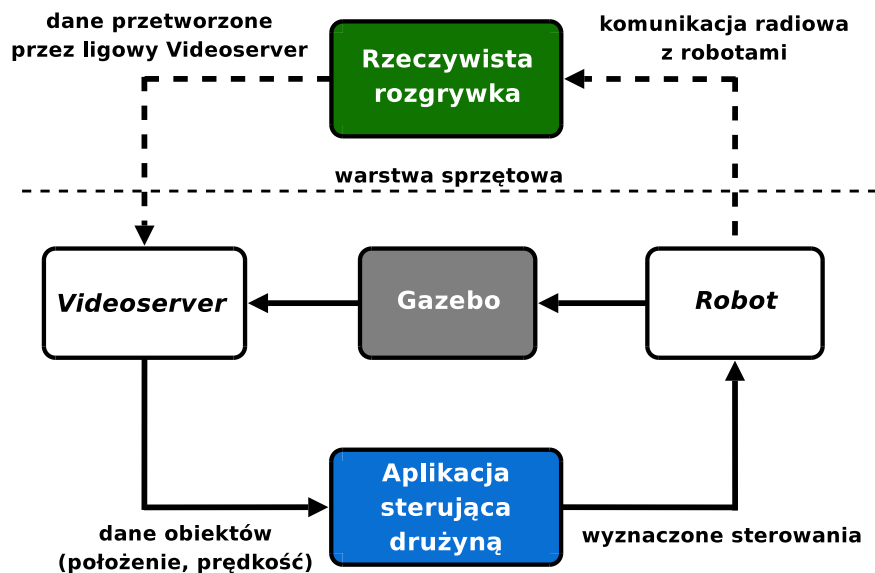 dane przetworzone
przez ligowy Videoserver
Rzeczywista
rozgrywka
komunikacja radiowa
z robotami
warstwa sprzętowa
Videoserver
Gazebo
Robot
dane obiektów
(położenie, prędkość)
Aplikacja
sterująca
drużyną
wyznaczone sterowania